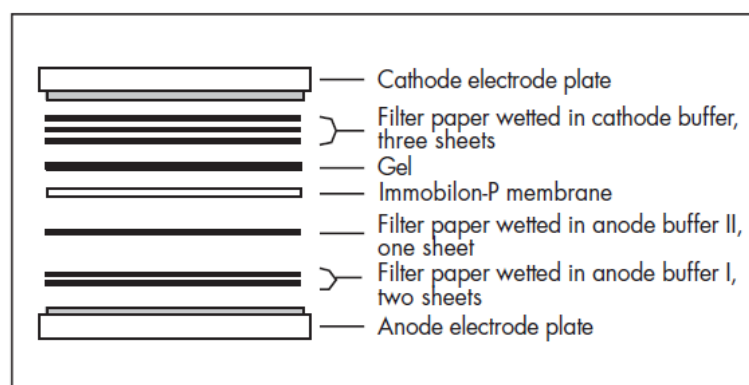 Cathode electrode plate
Filter paper wetted in cathode buffer,
three sheets
Gel
Immobilon-P membrane
Filter paper wetted in anode buffer II,
one sheet
Filter paper wetted in anode buffer I,
two sheets
Anode electrode plate